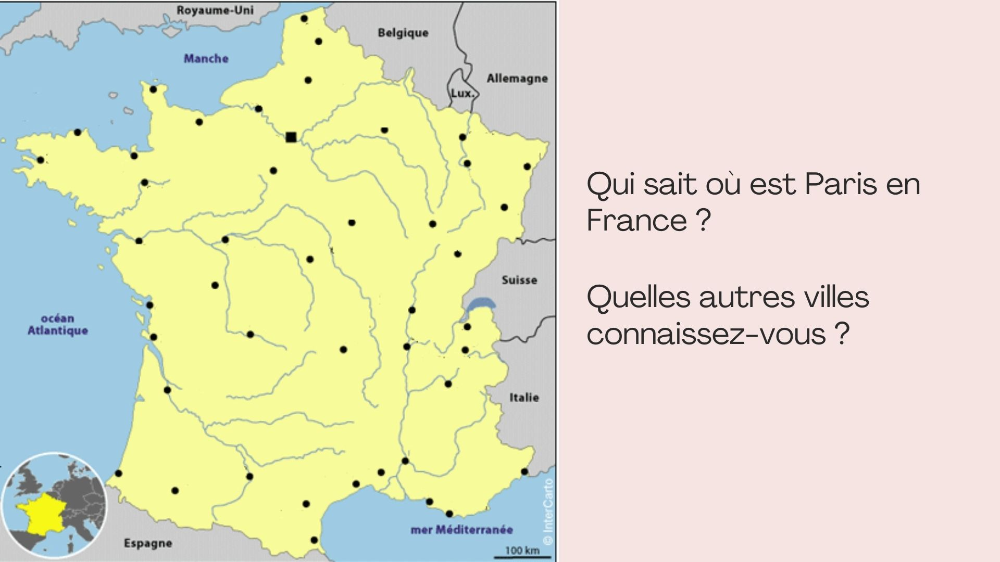 Royaume-Uni
Belgique
Manche
Allemagne
Lux.
Suisse
océan
Atlantique
Italie
mer Méditerranée
Espagne
100 km
© InterCarto
Qui sait où est Paris en
France ?
Quelles autres villes
connaissez-vous ?